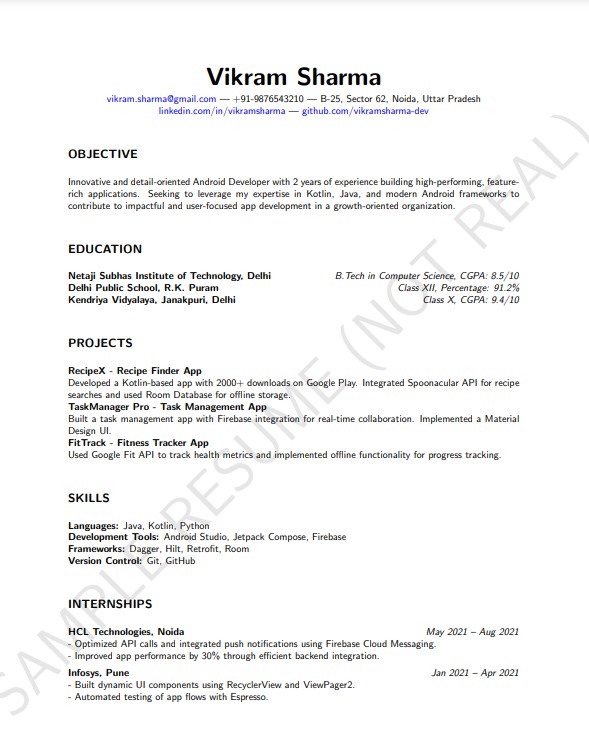 Vikram Sharma
vikram.sharma@gmail.com — +91-9876543210 — B-25, Sector 62, Noida, Uttar Pradesh
linkedin.com/in/vikramsharma — github.com/vikramsharma-dev
OBJECTIVE
Innovative and detail-oriented Android Developer with 2 years of experience building high-performing, feature-
rich applications. Seeking to leverage my expertise in Kotlin, Java, and modern Android frameworks to
contribute to impactful and user-focused app development in a growth-oriented organization.
EDUCATION
Netaji Subhas Institute of Technology, Delhi B.Tech in Computer Science, CGPA: 8.5/10
Delhi Public School, R.K. Puram Class XII, Percentage: 91.2%
Kendriya Vidyalaya, Janakpuri, Delhi Class X, CGPA: 9.4/10
PROJECTS
RecipeX - Recipe Finder App
Developed a Kotlin-based app with 2000+ downloads on Google Play. Integrated Spoonacular API for recipe
searches and used Room Database for offline storage.
TaskManager Pro - Task Management App
Built a task management app with Firebase integration for real-time collaboration. Implemented a Material
Design UI.
FitTrack - Fitness Tracker App
Used Google Fit API to track health metrics and implemented offline functionality for progress tracking.
SKILLS
Languages: Java, Kotlin, Python
Development Tools: Android Studio, Jetpack Compose, Firebase
Frameworks: Dagger, Hilt, Retrofit, Room
Version Control: Git, GitHub
INTERNSHIPS
HCL Technologies, Noida May 2021 – Aug 2021
- Optimized API calls and integrated push notifications using Firebase Cloud Messaging.
- Improved app performance by 30% through efficient backend integration.
Infosys, Pune Jan 2021 – Apr 2021
- Built dynamic UI components using RecyclerView and ViewPager2.
- Automated testing of app flows with Espresso.
SAMPLE RESUME (NOT REAL)